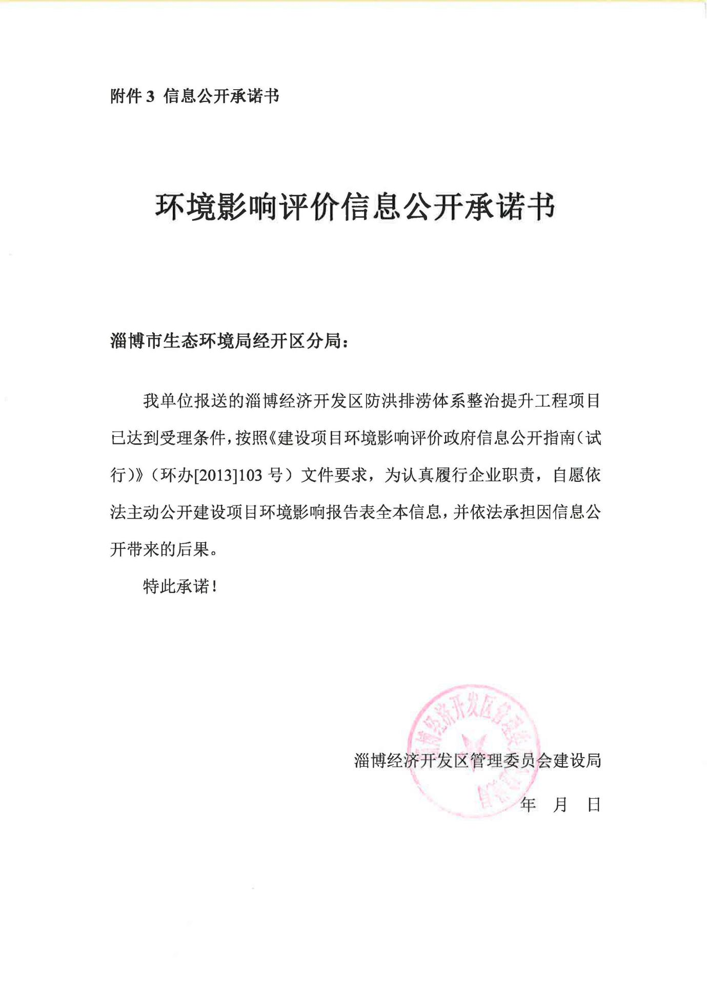 附件3 信息公开承诺书
环境影响评价信息公开承诺书
淄博市生态环境局经开区分局：
我单位报送的淄博经济开发区防洪排涝体系整治提升工程项目
已达到受理条件，按照《建设项目环境影响评价政府信息公开指南（试
行）》（环办[2013]103 号）文件要求，为认真履行企业职责，自愿依
法主动公开建设项目环境影响报告表全本信息，并依法承担因信息公
开带来的后果。
特此承诺！
淄博经济开发区管理委员会建设局
年 月 日
淄博经济开发区管理委员会建设局